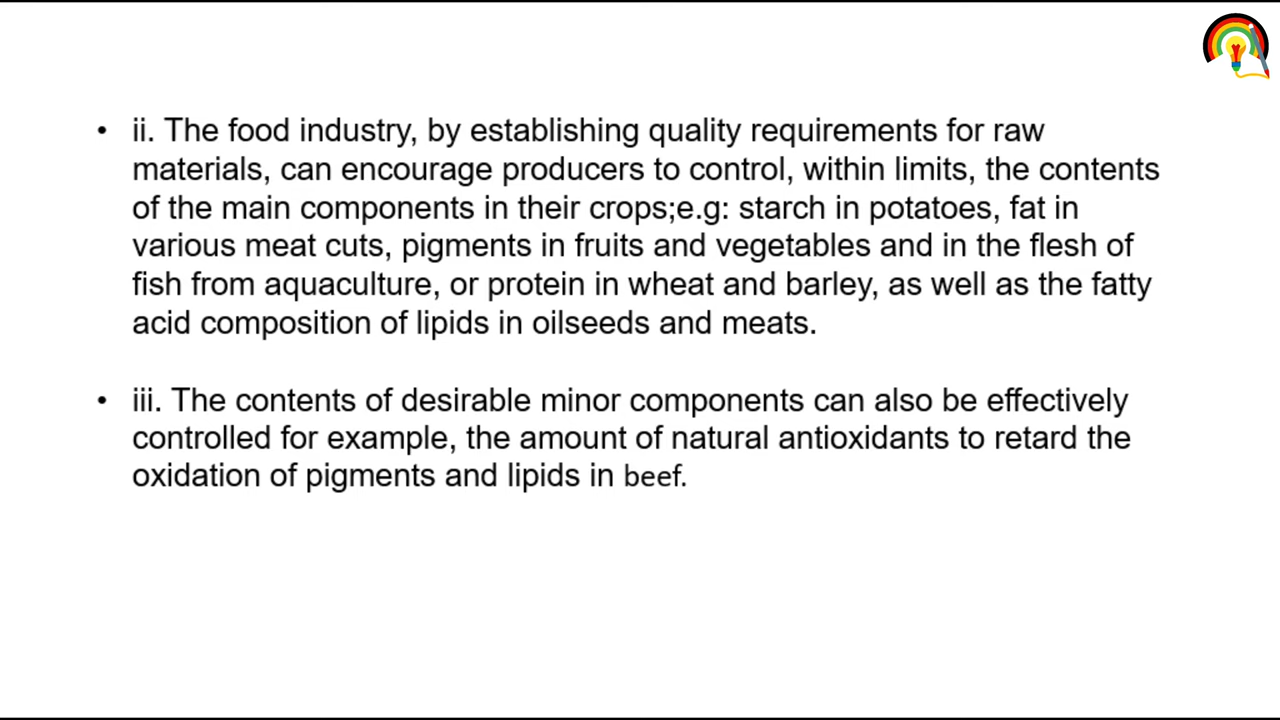 • ii. The food industry, by establishing quality requirements for raw
materials, can encourage producers to control, within limits, the contents
of the main components in their crops;e.g: starch in potatoes, fat in
various meat cuts, pigments in fruits and vegetables and in the flesh of
fish from aquaculture, or protein in wheat and barley, as well as the fatty
acid composition of lipids in oilseeds and meats.
• iii. The contents of desirable minor components can also be effectively
controlled for example, the amount of natural antioxidants to retard the
oxidation of pigments and lipids in beef.